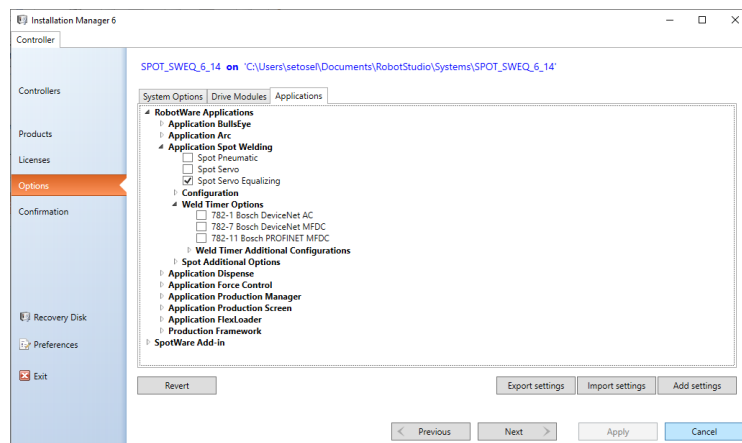 Installation Manager 6
Controller
SPOT_SWEQ_6_14 on 'C:\Users\setosel\Documents\RobotStudio\Systems\SPOT_SWEQ_6_14'
Controllers
Products
Licenses
Options
Confirmation
Recovery Disk
Preferences
Exit
System Options Drive Modules Applications
RobotWare Applications
Application BullsEye
Application Arc
Application Spot Welding
Spot Pneumatic
Spot Servo
Spot Servo Equalizing
Configuration
Weld Timer Options
782-1 Bosch DeviceNet AC
782-7 Bosch DeviceNet MFDC
782-11 Bosch PROFINET MFDC
Weld Timer Additional Configurations
Spot Additional Options
Application Dispense
Application Force Control
Application Production Manager
Application Production Screen
Application FlexLoader
Production Framework
SpotWare Add-in
Revert Export settings Import settings Add settings
Previous Next Apply Cancel